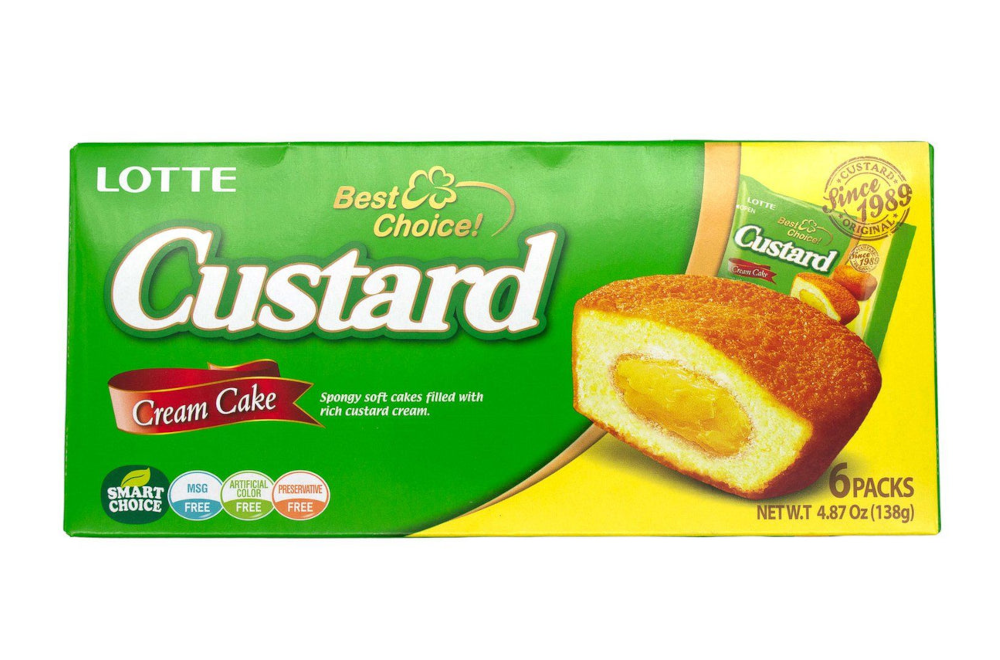 LOTTE
Best
Choice!
Custard
Cream Cake
Spongy soft cakes filled with
rich custard cream.
SMART
CHOICE
MSG
FREE
ARTIFICIAL
COLOR
FREE
PRESERVATIVE
FREE
CUSTARD
Since
1989
ORIGINAL
LOTTE
Best
Choice!
Custard
Cream Cake
Since
1989
6 PACKS
NET W.T 4.87 Oz (138g)